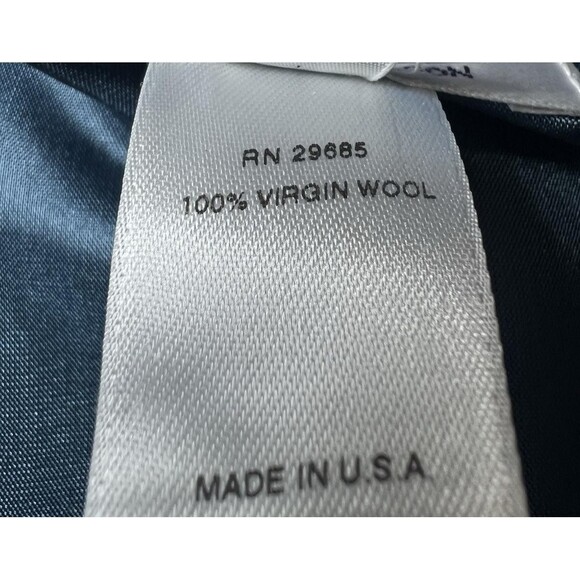 RN 29685
100% VIRGIN WOOL
MADE IN U.S.A